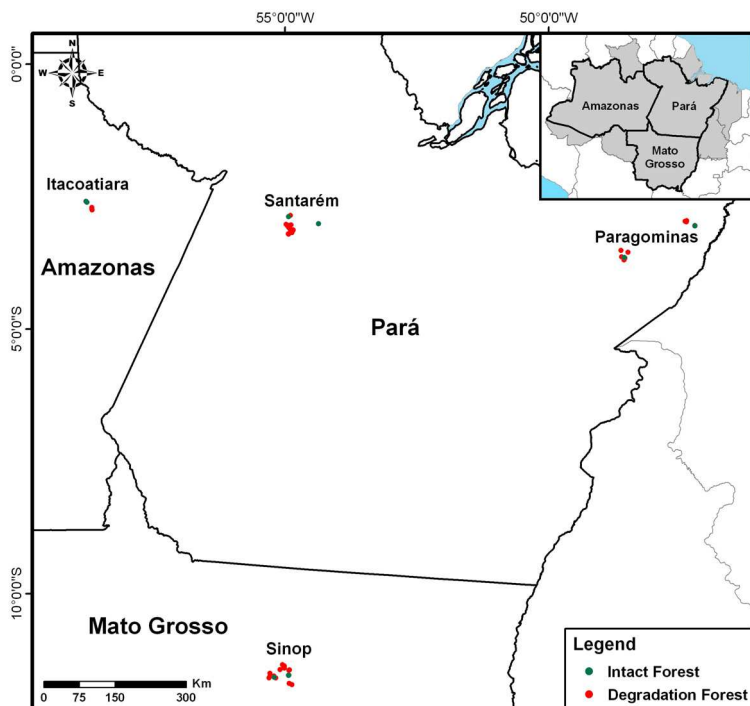 55°0'0"W 50°0'0"W
0°0'0"
N
W E
S
Amazonas Pará
Mato
Grosso
Itacoatiara
Santarém
Paragominas
Amazonas
Pará
5°0'0"S
10°0'0"S
Mato Grosso
Sinop
Km
0 75 150 300
Legend
Intact Forest
Degradation Forest